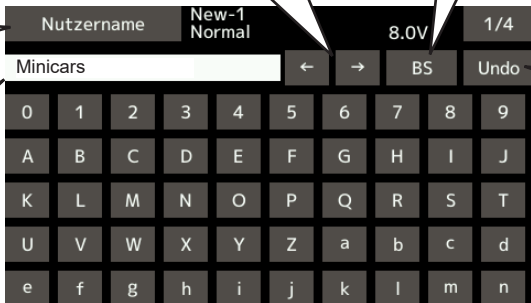 Nutzername New-1 Normal 8.0V 1/4
Minicars ← → BS Undo
0 1 2 3 4 5 6 7 8 9
A B C D E F G H I J
K L M N O P Q R S T
U V W X Y Z a b c d
e f g h i j k l m n